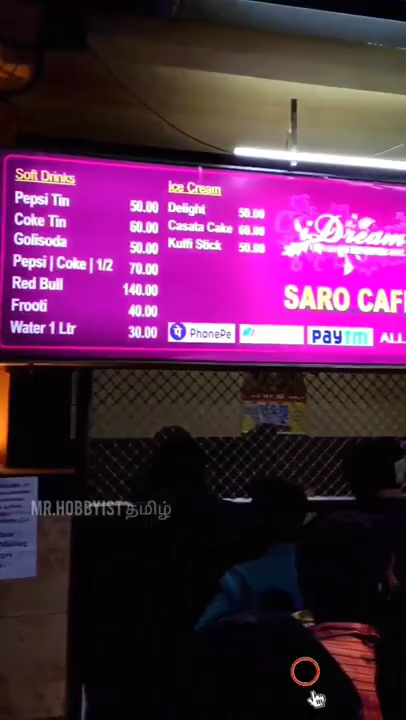 Soft Drinks
Pepsi Tin 50.00
Coke Tin 60.00
Golisoda 50.00
Pepsi | Coke | 1/2 70.00
Red Bull 140.00
Frooti 40.00
Water 1 Ltr 30.00
Ice Cream
Delight 50.00
Casata Cake 60.00
Kulfi Stick 50.00
Dream
SARO CAF
PhonePe
paytm ALL
MR.HOBBYISTதமிழ்